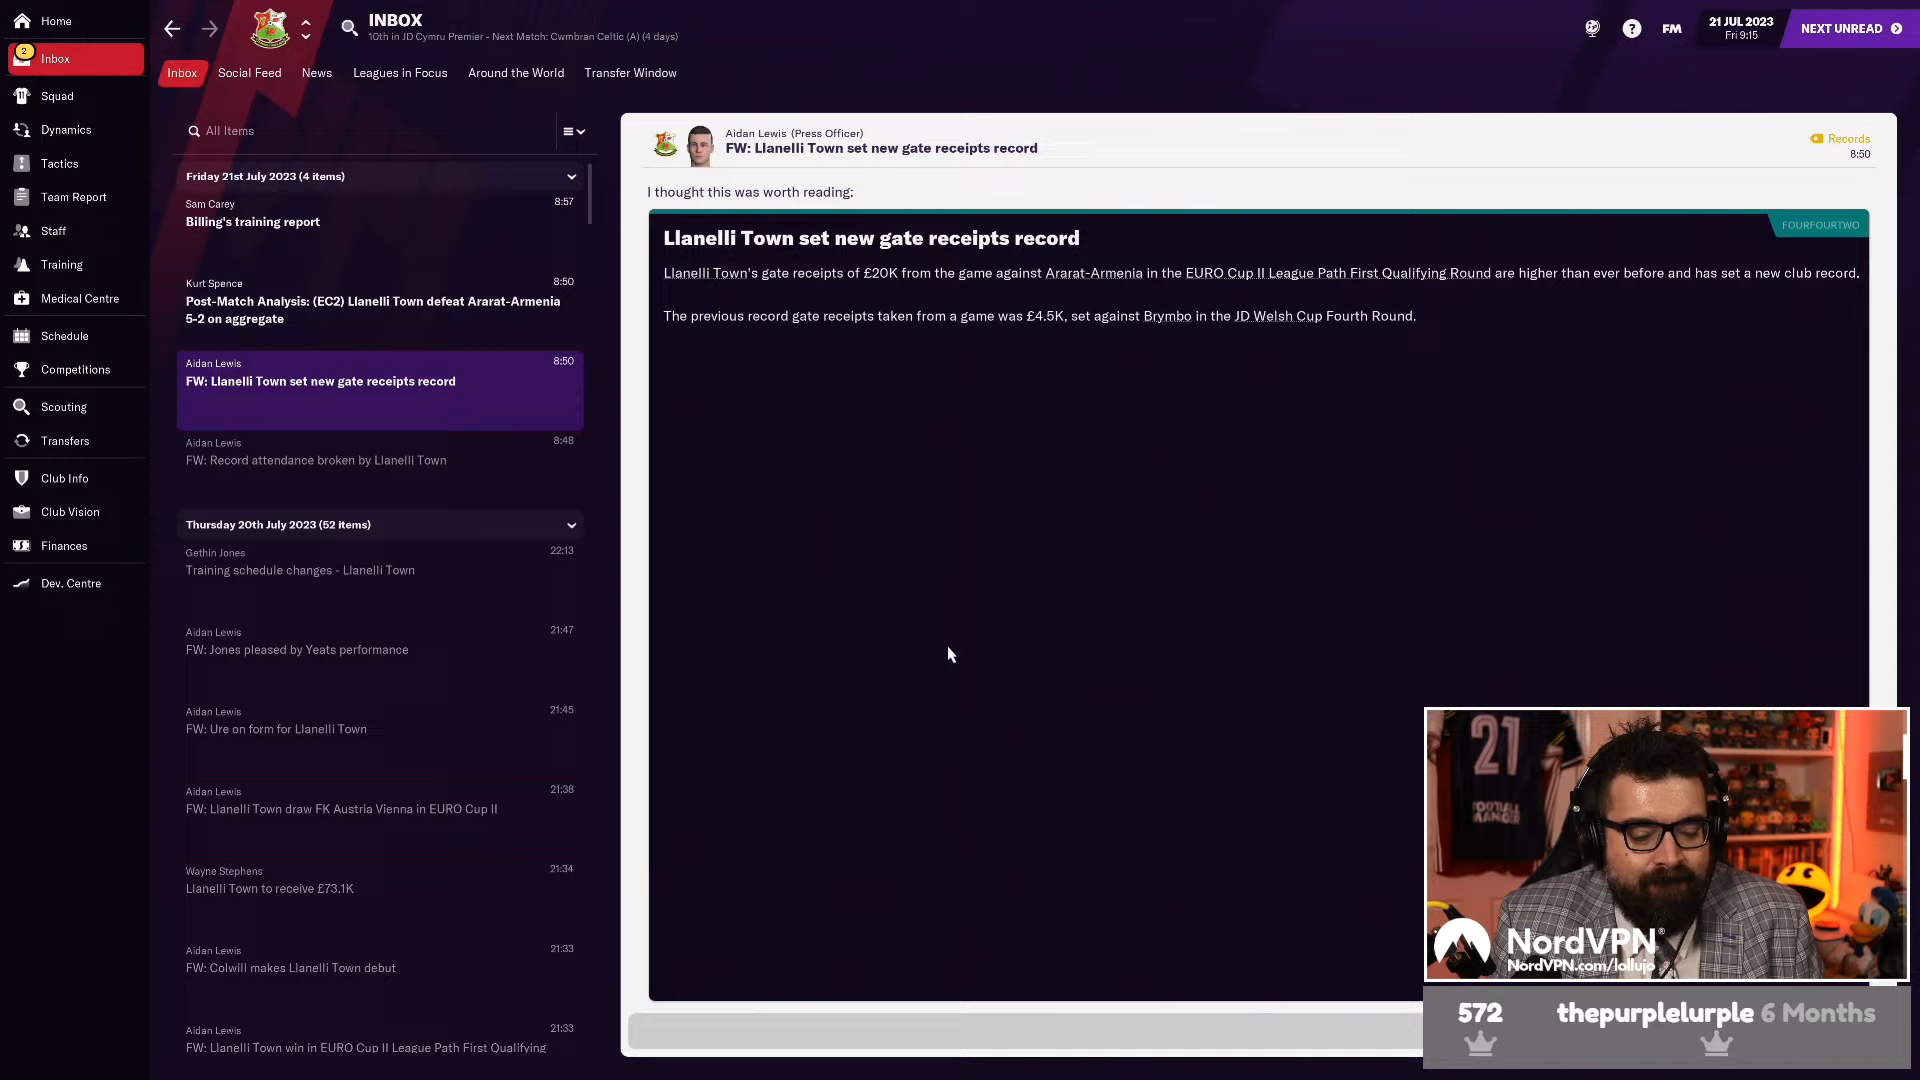 Home
2
Inbox
Squad
Dynamics
Tactics
Team Report
Staff
Training
Medical Centre
Schedule
Competitions
Scouting
Transfers
Club Info
Club Vision
Finances
Dev. Centre
INBOX
10th in JD Cymru Premier - Next Match: Cwmbran Celtic (A) (4 days)
FM
21 JUL 2023
Fri 9:15
NEXT UNREAD
Inbox Social Feed News Leagues in Focus Around the World Transfer Window
All Items
Friday 21st July 2023 (4 items)
Sam Carey 8:57
Billing's training report
Kurt Spence 8:50
Post-Match Analysis: (EC2) Llanelli Town defeat Ararat-Armenia
5-2 on aggregate
Aidan Lewis 8:50
FW: Llanelli Town set new gate receipts record
Aidan Lewis 8:48
FW: Record attendance broken by Llanelli Town
Thursday 20th July 2023 (52 items)
Gethin Jones 22:13
Training schedule changes - Llanelli Town
Aidan Lewis 21:47
FW: Jones pleased by Yeats performance
Aidan Lewis 21:45
FW: Ure on form for Llanelli Town
Aidan Lewis 21:38
FW: Llanelli Town draw FK Austria Vienna in EURO Cup II
Wayne Stephens 21:34
Llanelli Town to receive £73.1K
Aidan Lewis 21:33
FW: Colwill makes Llanelli Town debut
Aidan Lewis 21:33
FW: Llanelli Town win in EURO Cup II League Path First Qualifying
Aidan Lewis (Press Officer)
FW: Llanelli Town set new gate receipts record
Records
8:50
I thought this was worth reading:
FOURFOURTWO
Llanelli Town set new gate receipts record
Llanelli Town's gate receipts of £20K from the game against Ararat-Armenia in the EURO Cup II League Path First Qualifying Round are higher than ever before and has set a new club record.
The previous record gate receipts taken from a game was £4.5K, set against Brymbo in the JD Welsh Cup Fourth Round.
21
NordVPN®
NordVPN.com/lollujo
572
thepurplelurple 6 Months